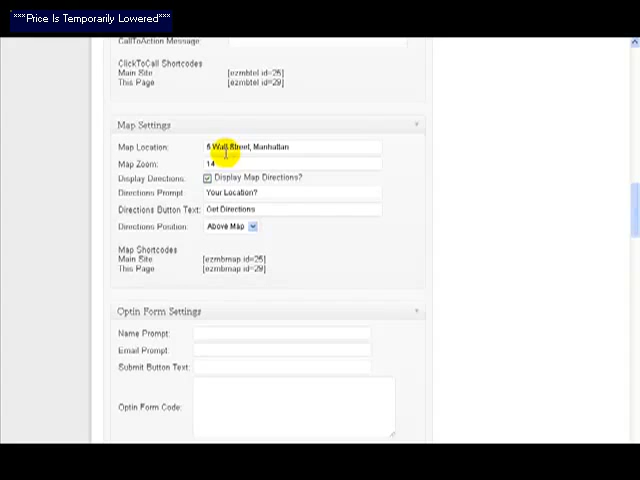 ***Price Is Temporarily Lowered***
CallToAction Message:
ClickToCall Shortcodes
Main Site [ezmbtel id=25]
This Page [ezmbtel id=29]
Map Settings
Map Location: 6 Wall Street, Manhattan
Map Zoom: 14
Display Directions: Display Map Directions?
Directions Prompt: Your Location?
Directions Button Text: Get Directions
Directions Position: Above Map
Map Shortcodes
Main Site [ezmbmap id=25]
This Page [ezmbmap id=29]
Optin Form Settings
Name Prompt:
Email Prompt:
Submit Button Text:
Optin Form Code: